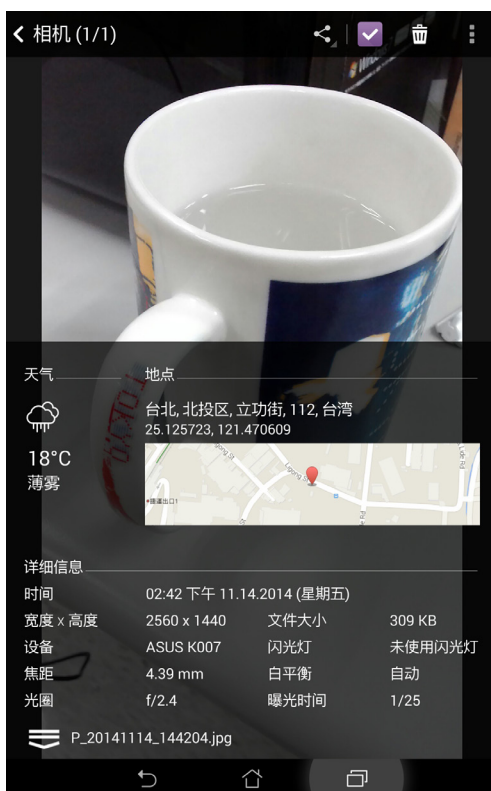 相机 (1/1)
WINDOWS
TOKYO
天气
地点
台北, 北投区, 立功街, 112, 台湾
25.125723, 121.470609
18°C
薄雾
Ligong St
详细信息
时间 02:42 下午 11.14.2014 (星期五)
宽度 x 高度 2560 x 1440 文件大小 309 KB
设备 ASUS K007 闪光灯 未使用闪光灯
焦距 4.39 mm 白平衡 自动
光圈 f/2.4 曝光时间 1/25
P_20141114_144204.jpg